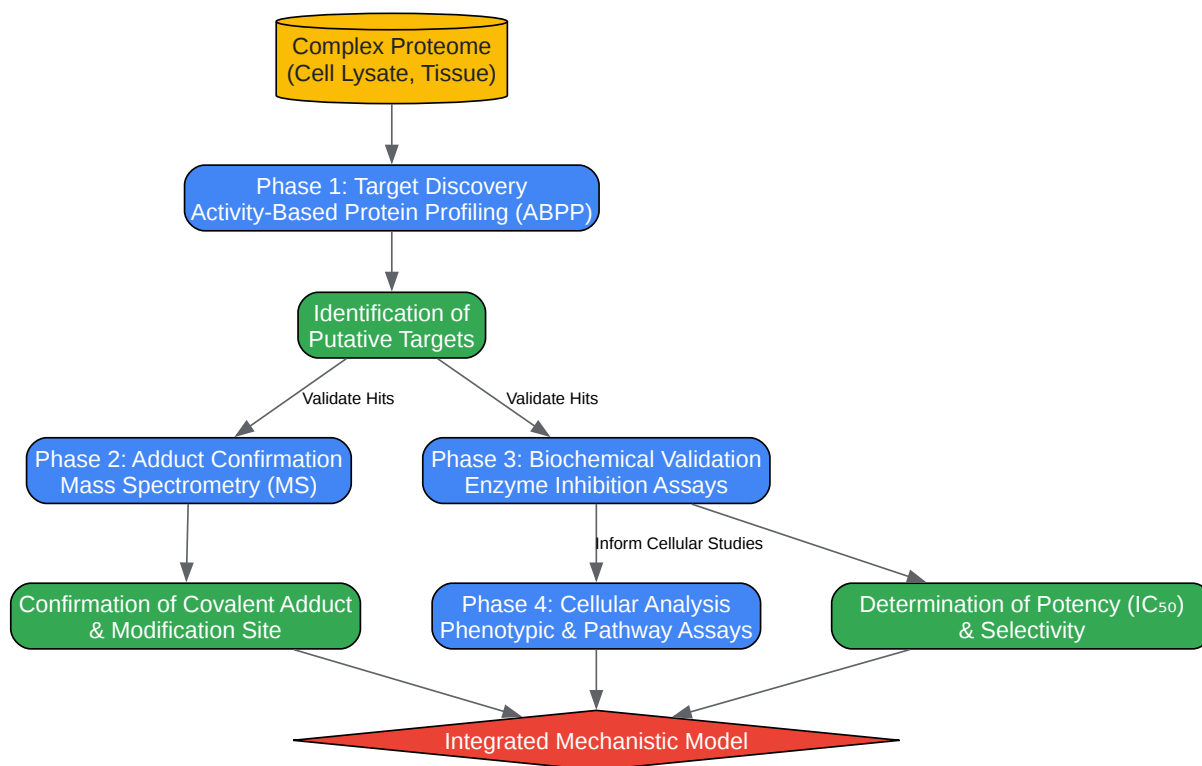 Complex Proteome
(Cell Lysate, Tissue)
Phase 1: Target Discovery
Activity-Based Protein Profiling (ABPP)
Identification of
Putative Targets
Validate Hits
Validate Hits
Phase 2: Adduct Confirmation
Mass Spectrometry (MS)
Phase 3: Biochemical Validation
Enzyme Inhibition Assays
Inform Cellular Studies
Confirmation of Covalent Adduct
& Modification Site
Phase 4: Cellular Analysis
Phenotypic & Pathway Assays
Determination of Potency (IC₅₀)
& Selectivity
Integrated Mechanistic Model